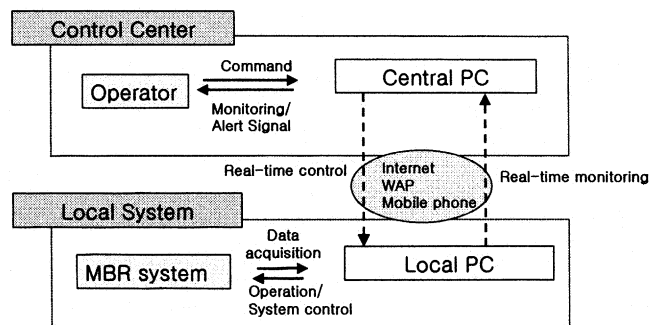 Control Center
Command
Operator
Central PC
Monitoring/
Alert Signal
Real-time control
Internet
WAP
Mobile phone
Real-time monitoring
Local System
Data
acquisition
MBR system
Local PC
Operation/
System control